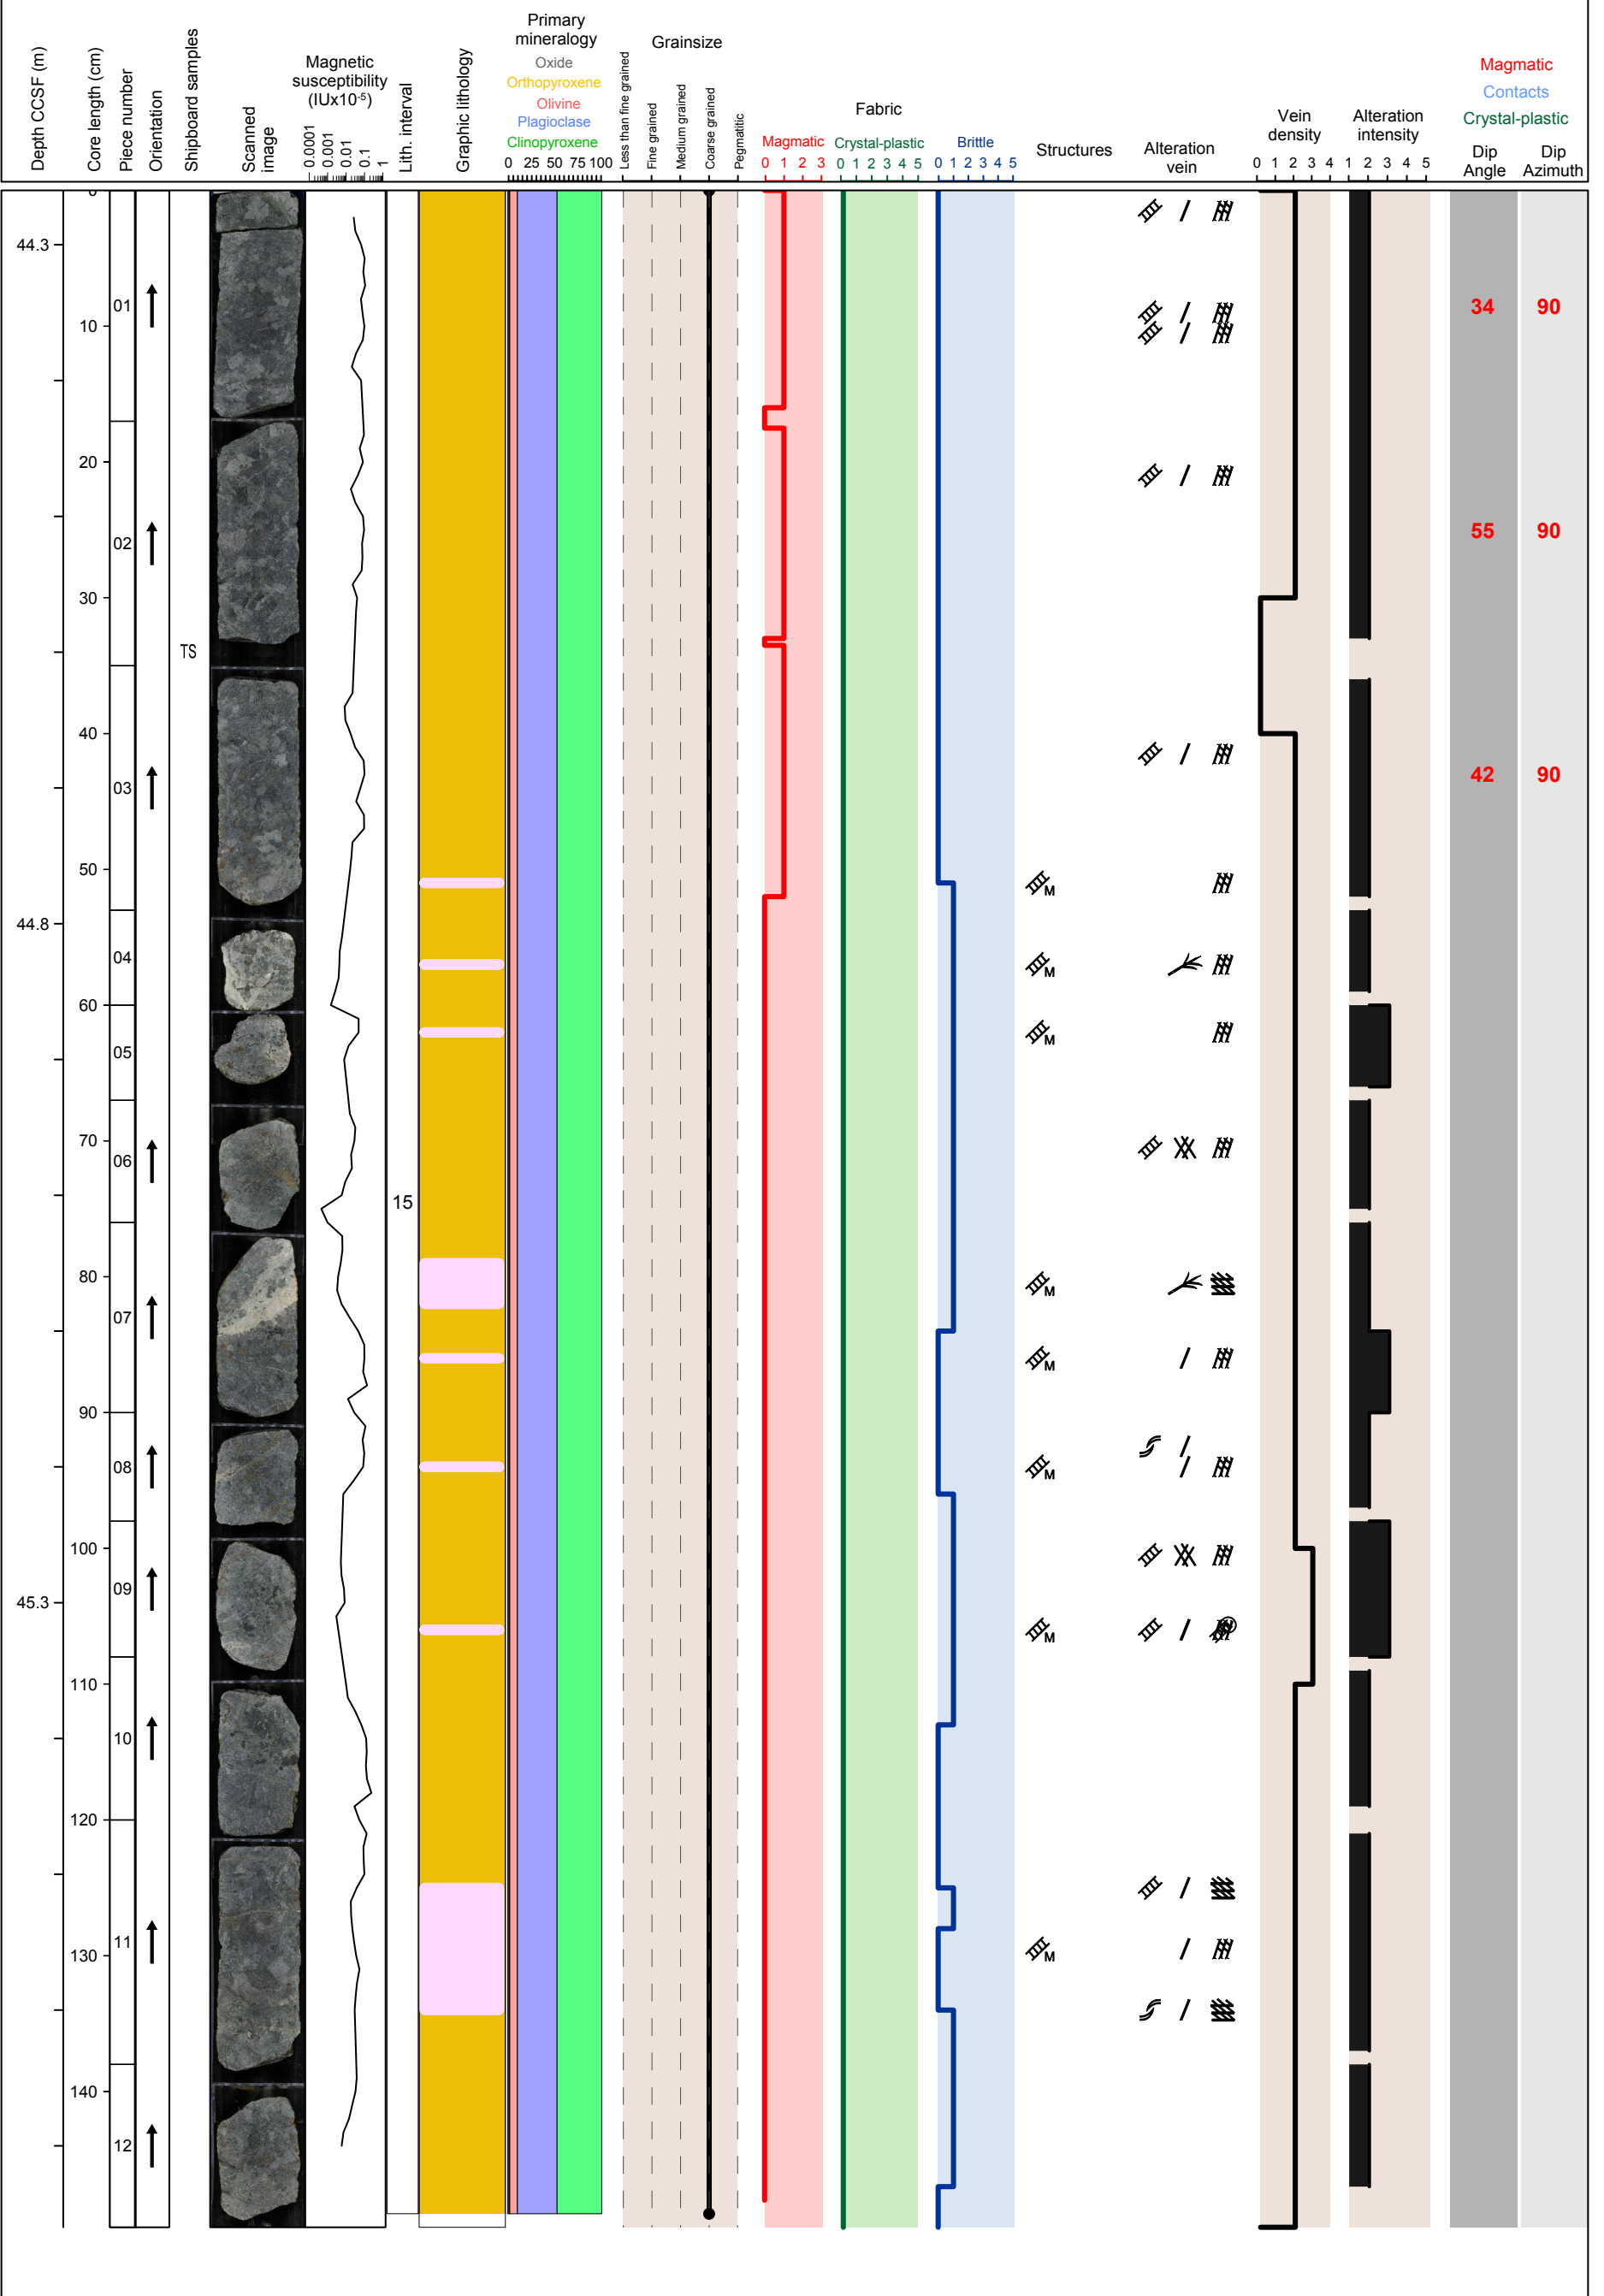 Depth CCSF (m)
Core length (cm)
Piece number
Orientation
Shipboard samples
Scanned
image
Magnetic
susceptibility
(IUx10-5)
0.0001
0.001
0.01
0.1
1
Lith. interval
Graphic lithology
Primary
mineralogy
Oxide
Orthopyroxene
Olivine
Plagioclase
Clinopyroxene
0 25 50 75 100
Grainsize
Less than fine grained
Fine grained
Medium grained
Coarse grained
Pegmatitic
Fabric
Magmatic
0 1 2 3
Crystal-plastic
0 1 2 3 4 5
Brittle
0 1 2 3 4 5
Structures
Alteration
vein
Vein
density
0 1 2 3 4
Alteration
intensity
1 2 3 4 5
Magmatic
Contacts
Crystal-plastic
Dip
Angle
Dip
Azimuth
44.3
01
34 90
10
20
55 90
02
30
TS
40
42 90
03
50
M
44.8
04
M
60
M
05
70
06
15
80
M
07
M
90
08
M
100
09
45.3
M
110
10
120
11
M
130
140
12